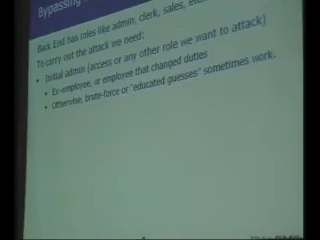 Bypassing
Back End has roles like admin, clerk, sales,
To carry out the attack we need:
• Initial admin (access or any other role we want to attack)
• Ex-employee, or employee that changed duties
• Otherwise, brute-force or "educated guesses" sometimes work.